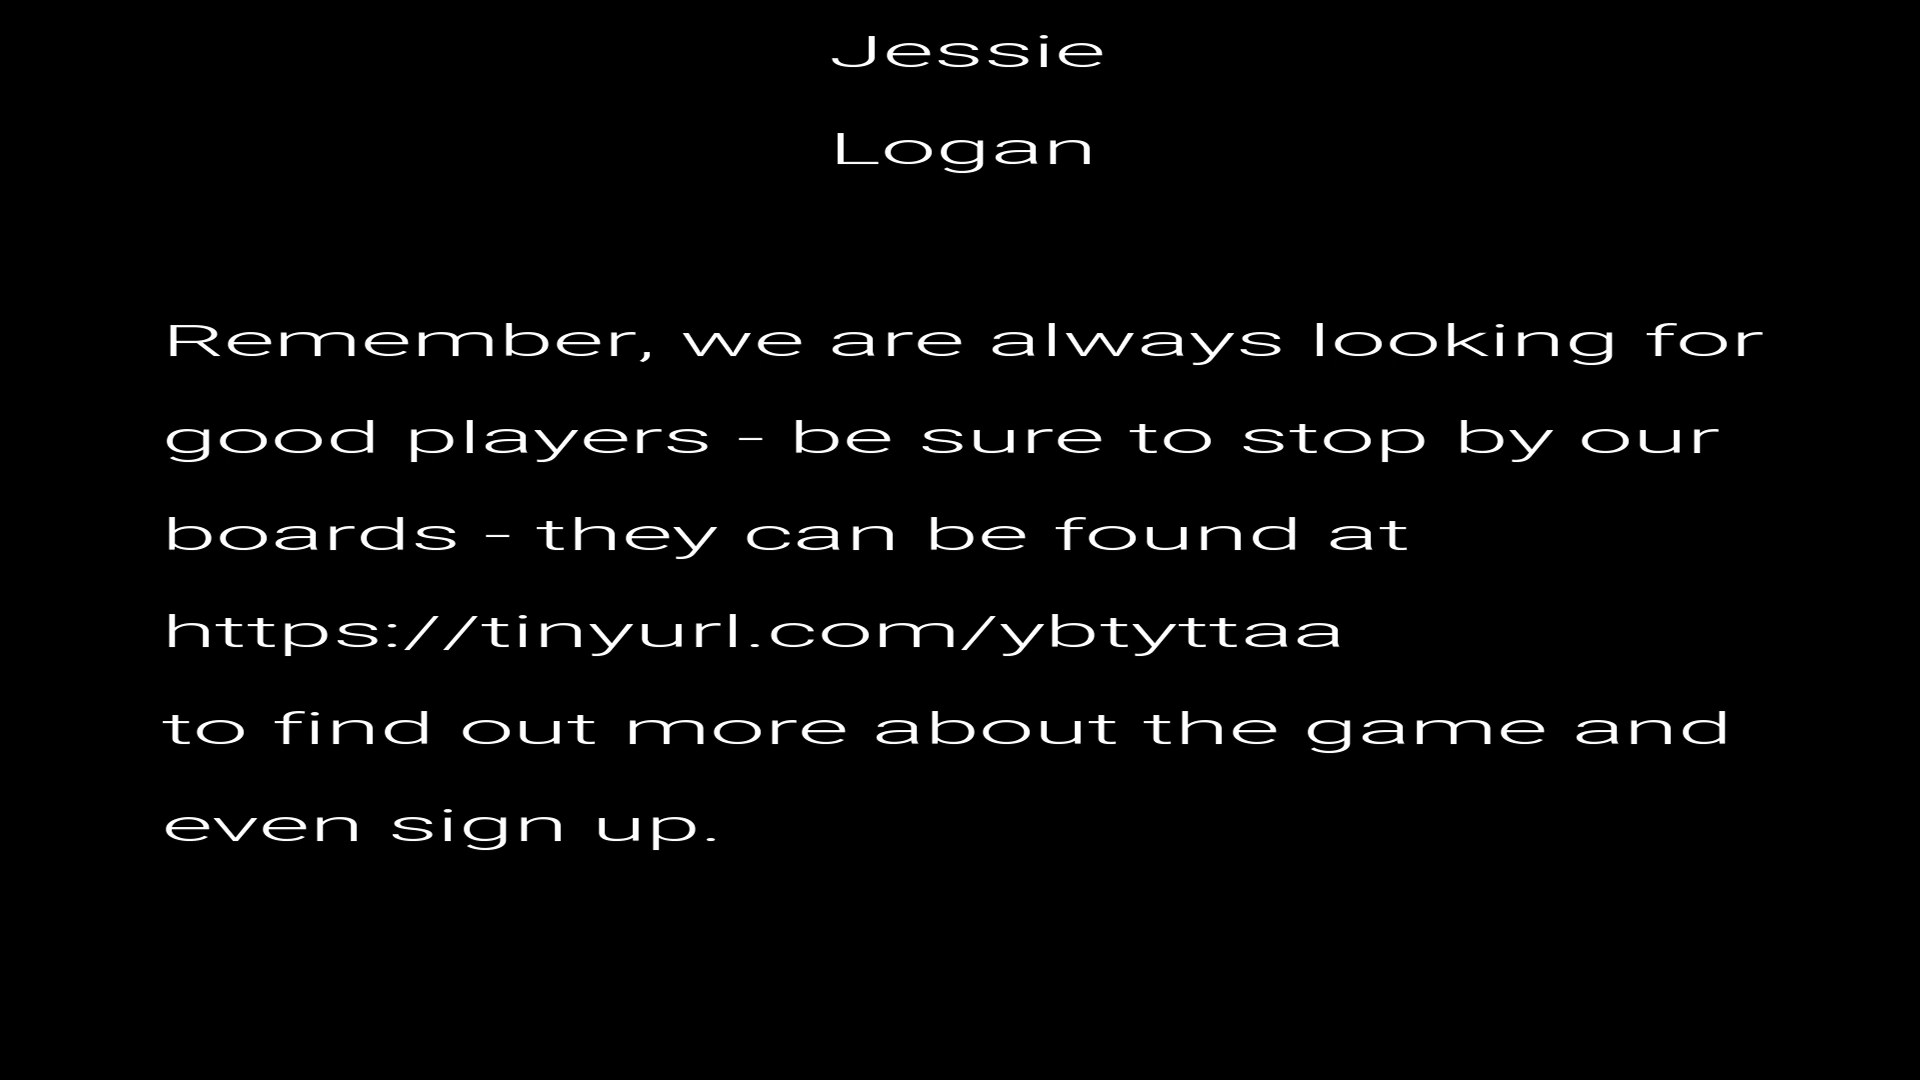 Jessie
Logan
Remember, we are always looking for
good players - be sure to stop by our
boards - they can be found at
https://tinyurl.com/ybtyttaa
to find out more about the game and
even sign up.